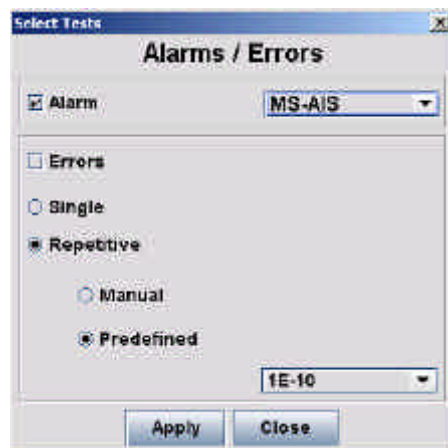 Select Tests
Alarms / Errors
Alarm MS-AIS
Errors
Single
Repetitive
Manual
Predefined
1E-10
Apply Close